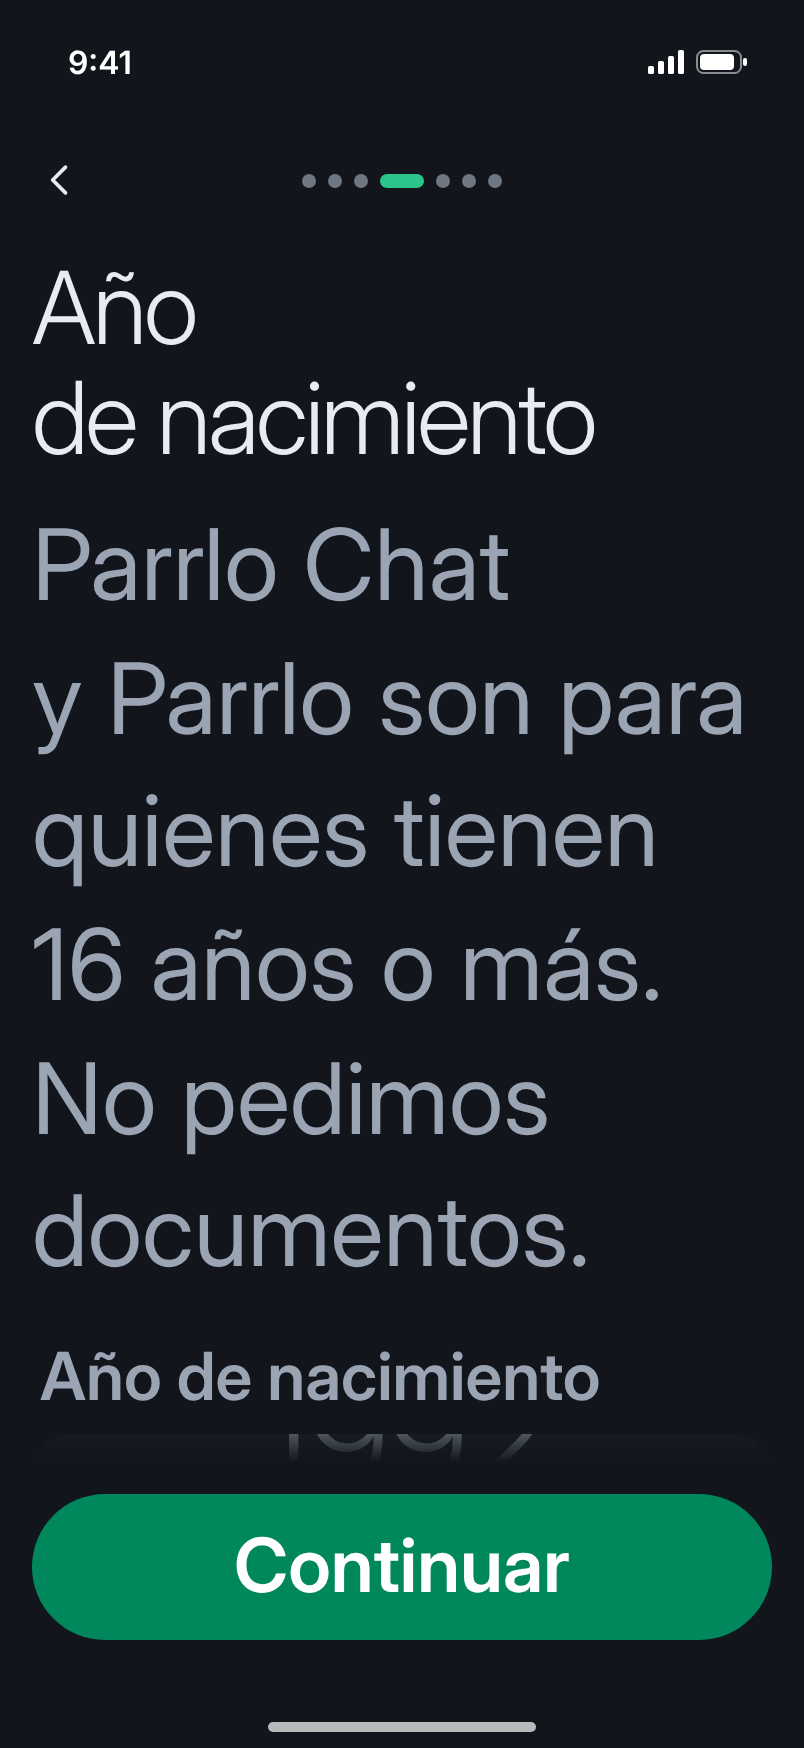 9:41
Año
de nacimiento
Parrlo Chat
y Parrlo son para
quienes tienen
16 años o más.
No pedimos
documentos.
Año de nacimiento
Continuar